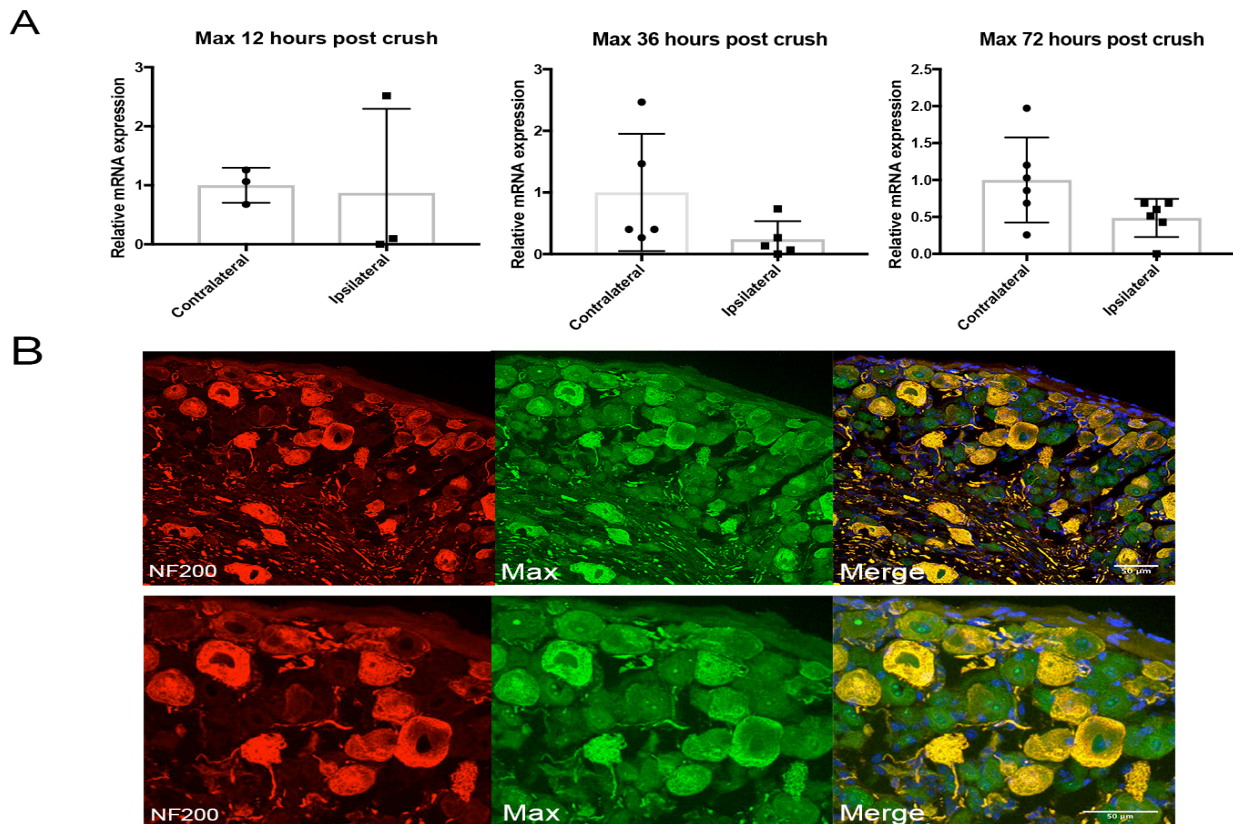 A
Max 12 hours post crush
Relative mRNA expression
3
2
1
0
Contralateral
Ipsilateral
Max 36 hours post crush
Relative mRNA expression
3
2
1
0
Contralateral
Ipsilateral
Max 72 hours post crush
Relative mRNA expression
2.5
2.0
1.5
1.0
0.5
0.0
Contralateral
Ipsilateral
B
NF200
Max
Merge
50 µm
NF200
Max
Merge
50 µm